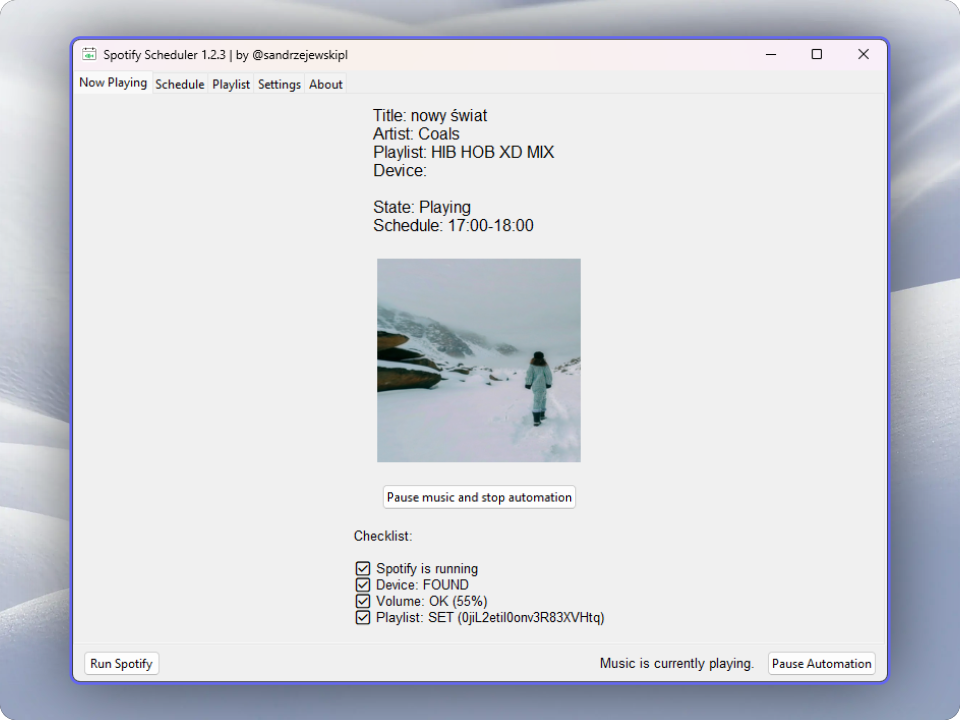 Spotify Scheduler 1.2.3 | by @sandrzejewskipl
Now Playing Schedule Playlist Settings About
Title: nowy świat
Artist: Coals
Playlist: HIB HOB XD MIX
Device:
State: Playing
Schedule: 17:00-18:00
Pause music and stop automation
Checklist:
Spotify is running
Device: FOUND
Volume: OK (55%)
Playlist: SET (0jiL2etil0onv3R83XVHtq)
Run Spotify
Music is currently playing.
Pause Automation